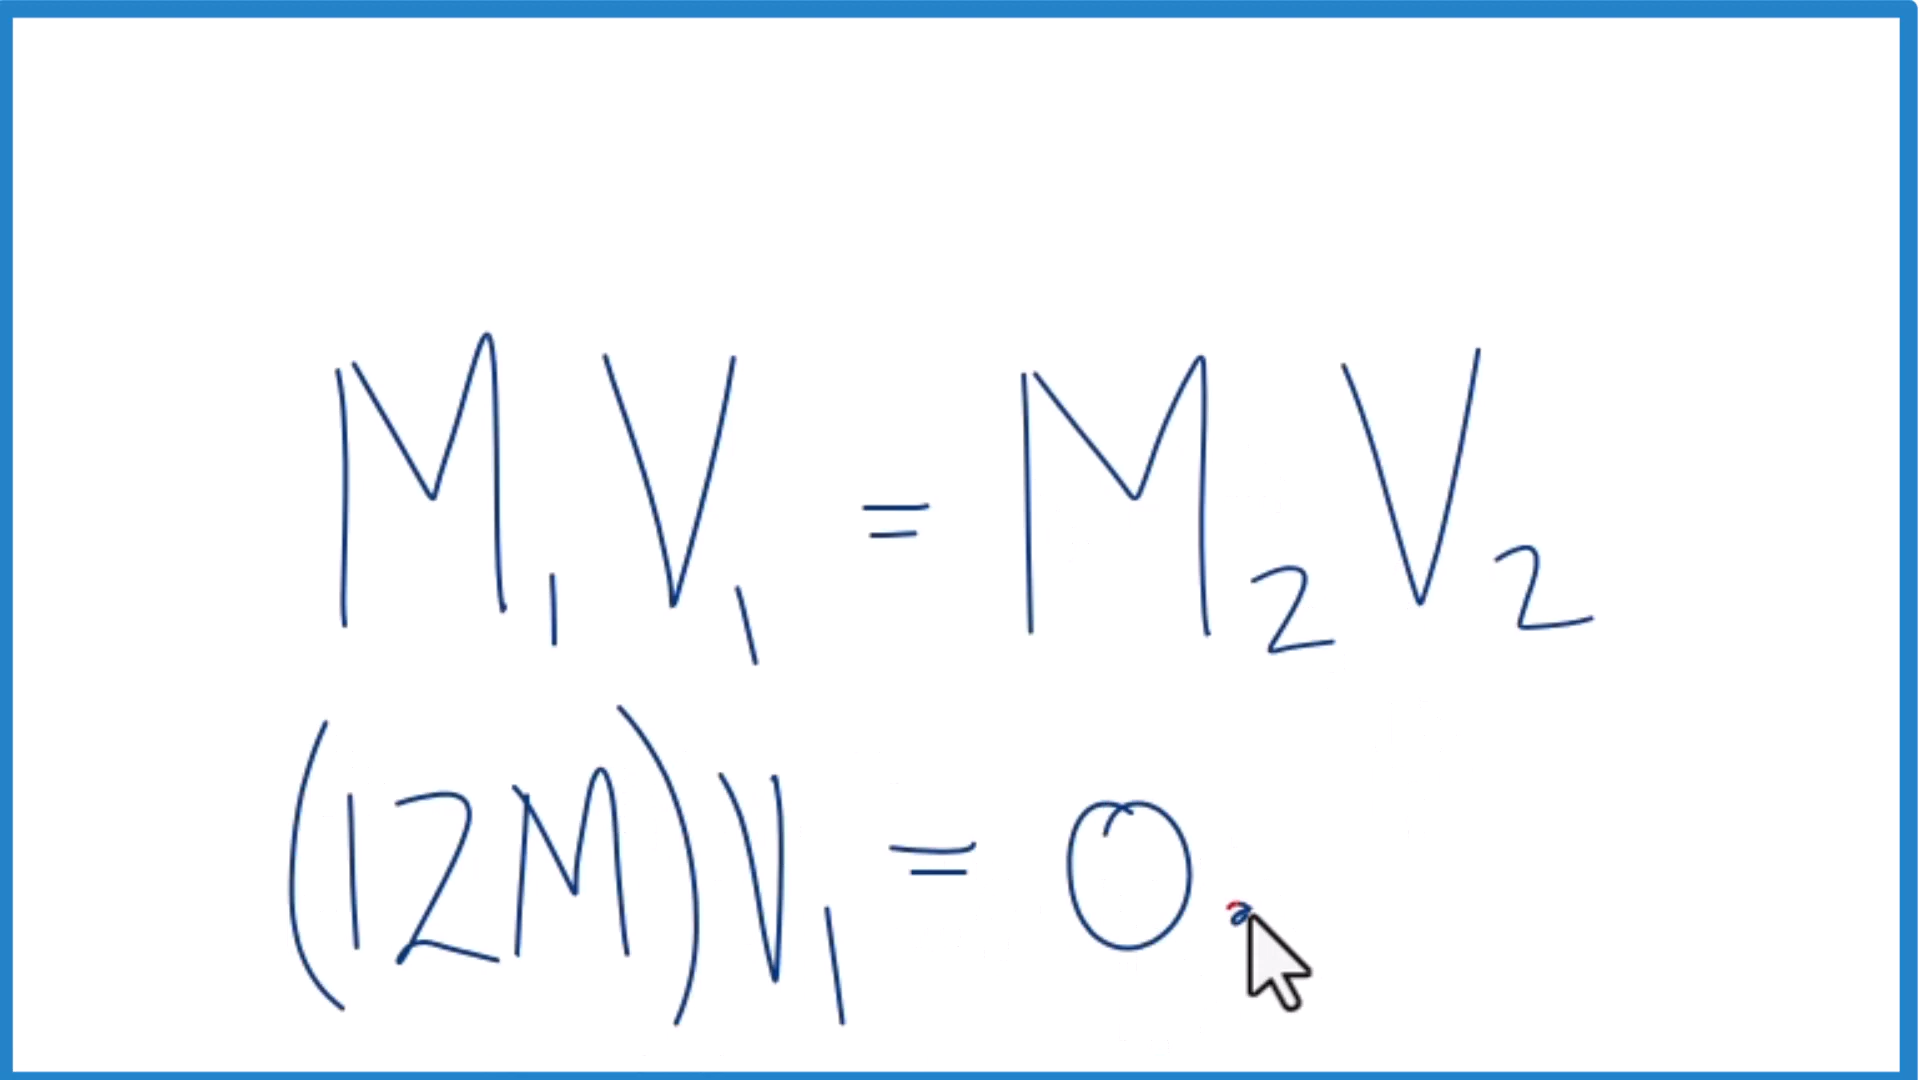 M₁V₁ = M₂V₂
(12M)V₁ = 0.